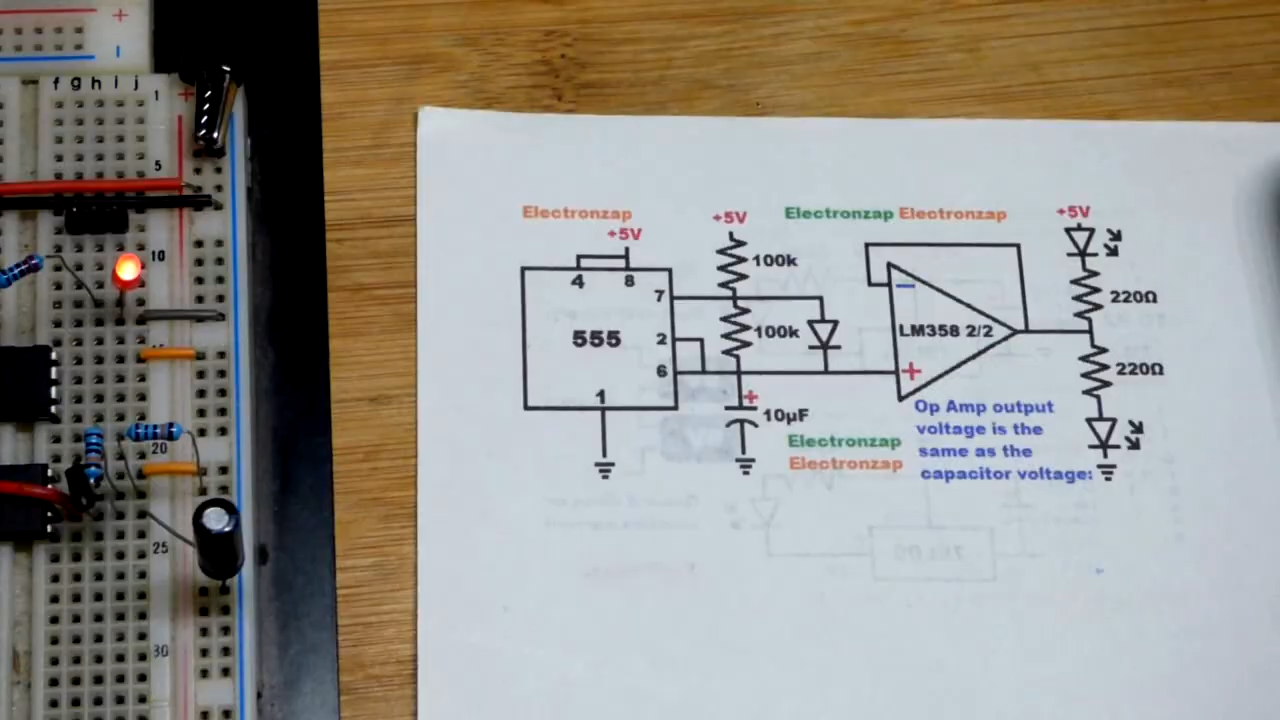 +
f g h i j
1
+
5
10
15
20
25
30
Electronzap
+5V
4 8
7
555
2
6
1
+5V
100k
100k
+
10µF
Electronzap Electronzap
Electronzap
Electronzap
−
LM358 2/2
+
+5V
220Ω
220Ω
Op Amp output
voltage is the
same as the
capacitor voltage: